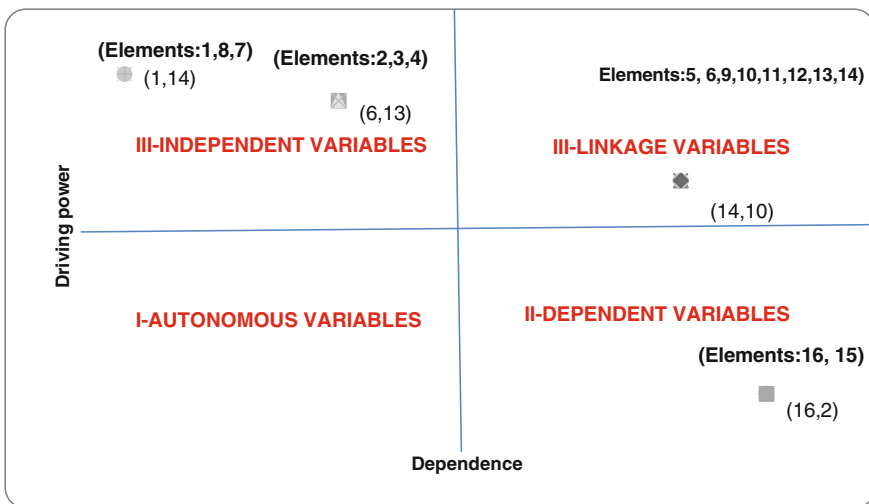 (Elements:1,8,7)
(1,14)
(Elements:2,3,4)
(6,13)
III-INDEPENDENT VARIABLES
Elements:5, 6,9,10,11,12,13,14)
III-LINKAGE VARIABLES
(14,10)
Driving power
I-AUTONOMOUS VARIABLES
II-DEPENDENT VARIABLES
(Elements:16, 15)
(16,2)
Dependence